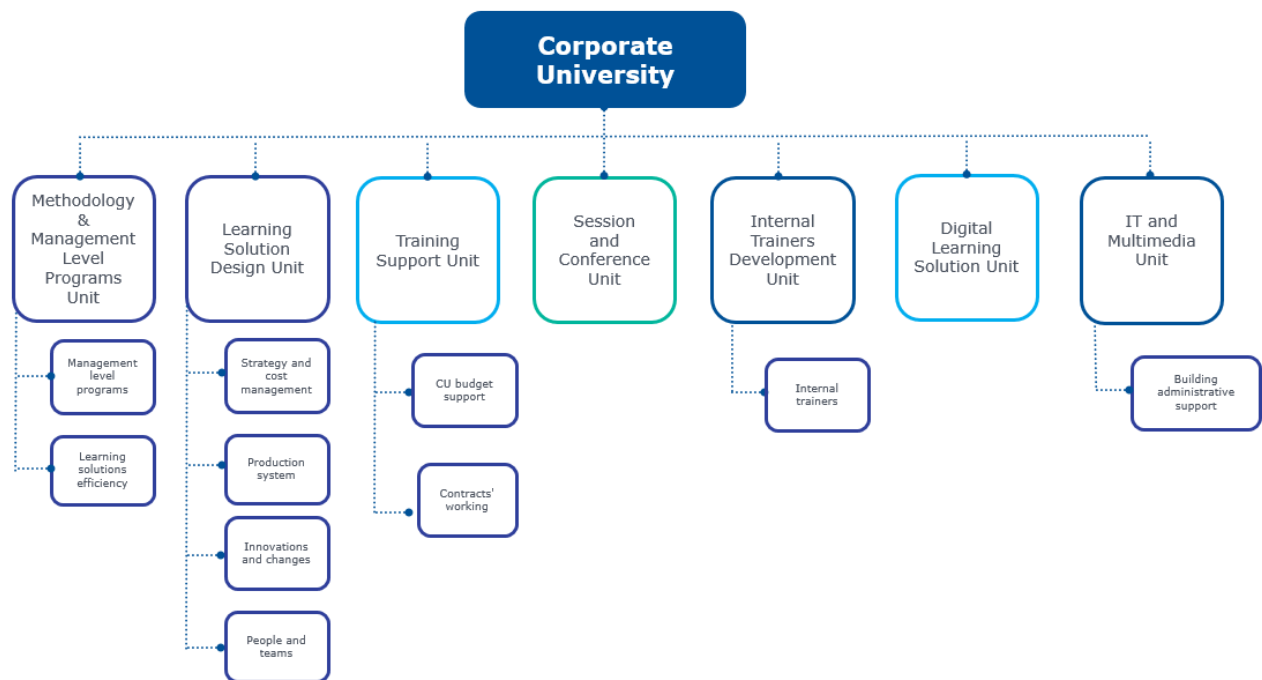 Corporate
University
Methodology
&
Management
Level
Programs
Unit
Learning
Solution
Design Unit
Training
Support Unit
Session
and
Conference
Unit
Internal
Trainers
Development
Unit
Digital
Learning
Solution Unit
IT and
Multimedia
Unit
Management
level
programs
Learning
solutions
efficiency
Strategy and
cost
management
Production
system
Innovations
and changes
People and
teams
CU budget
support
Contracts'
working
Internal
trainers
Building
administrative
support